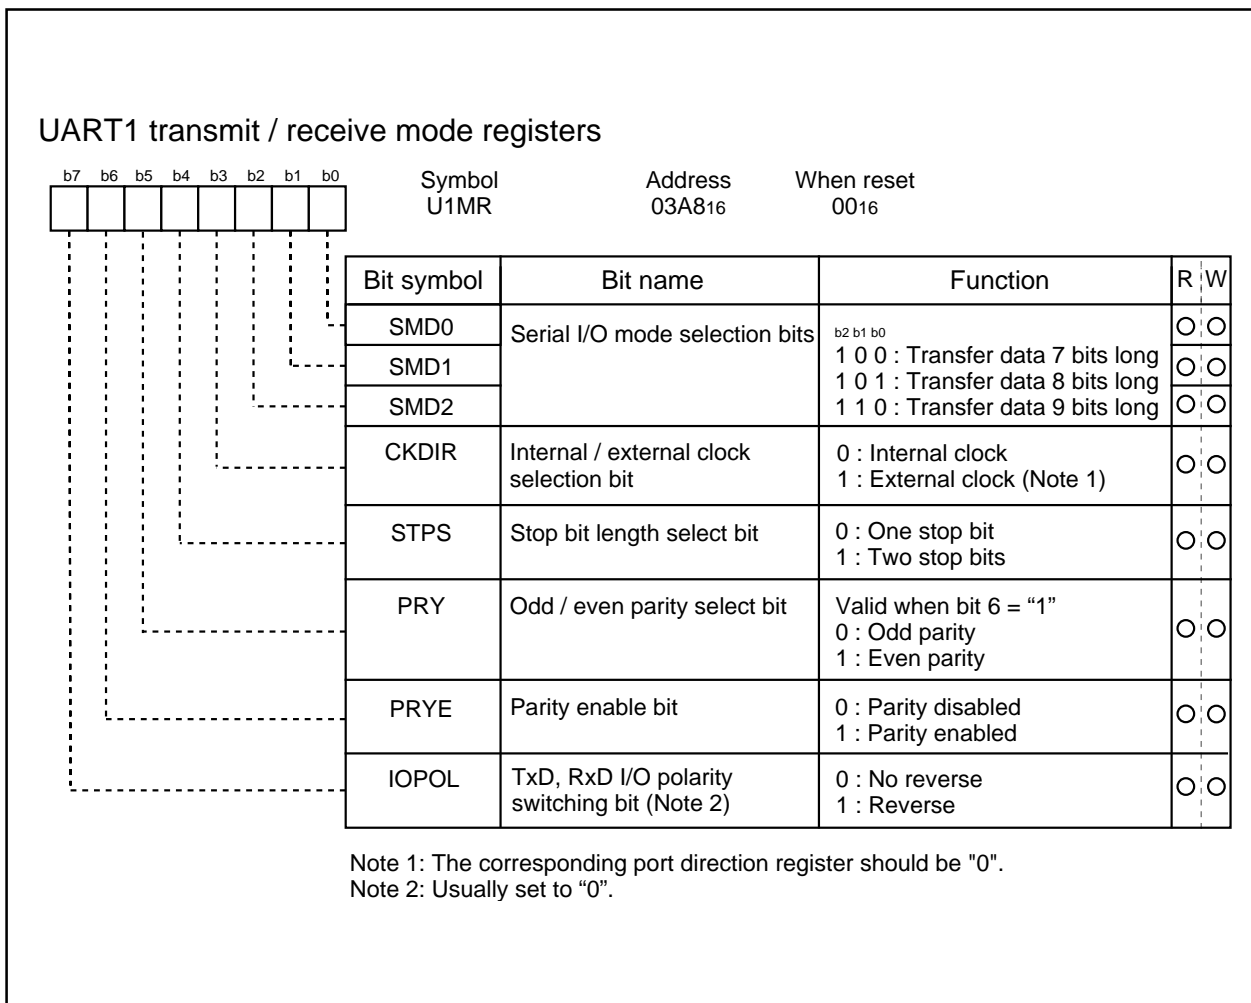 UART1 transmit / receive mode registers
b7 b6 b5 b4 b3 b2 b1 b0
Symbol Address When reset
U1MR 03A816 0016
Bit symbol Bit name Function R W
SMD0 Serial I/O mode selection bits
b2 b1 b0
1 0 0 : Transfer data 7 bits long
SMD1
1 0 1 : Transfer data 8 bits long
SMD2
1 1 0 : Transfer data 9 bits long
CKDIR Internal / external clock 0 : Internal clock
selection bit 1 : External clock (Note 1)
STPS Stop bit length select bit 0 : One stop bit
1 : Two stop bits
PRY Odd / even parity select bit Valid when bit 6 = “1”
0 : Odd parity
1 : Even parity
PRYE Parity enable bit 0 : Parity disabled
1 : Parity enabled
IOPOL TxD, RxD I/O polarity 0 : No reverse
switching bit (Note 2) 1 : Reverse
Note 1: The corresponding port direction register should be "0".
Note 2: Usually set to “0”.